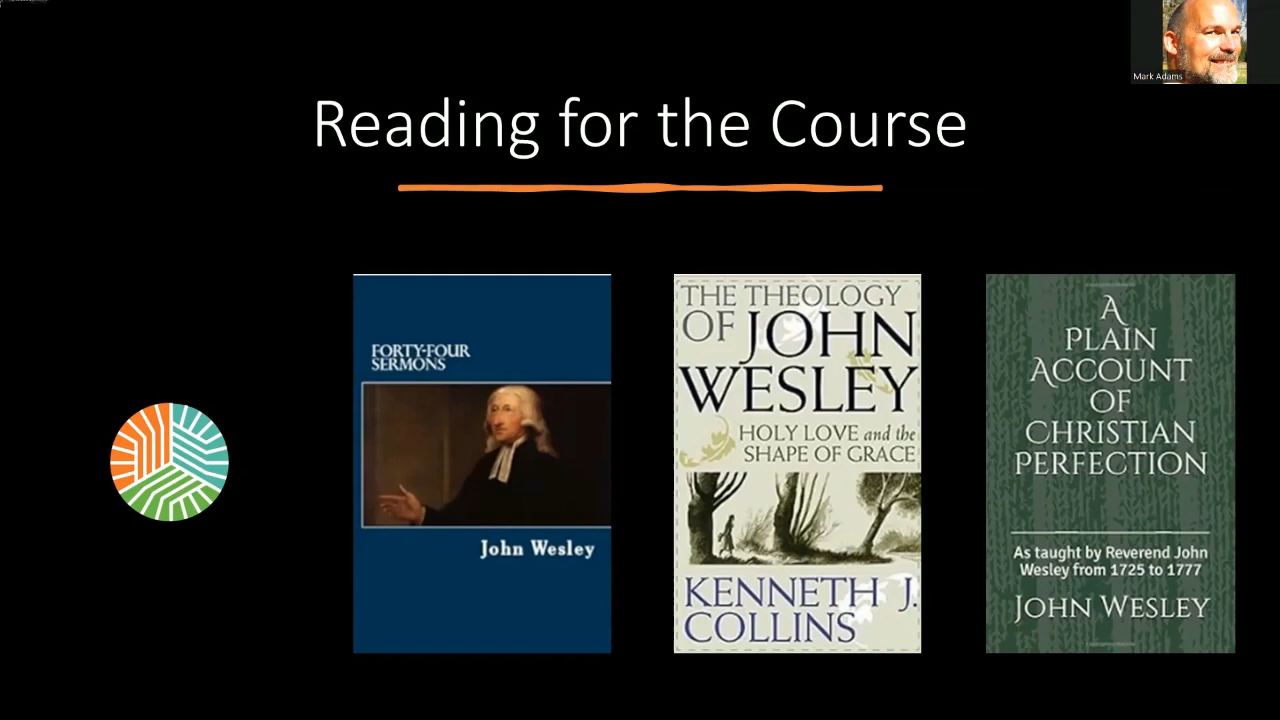 Mark Adams
Reading for the Course
FORTY-FOUR
SERMONS
John Wesley
THE THEOLOGY
OF JOHN
WESLEY
HOLY LOVE and the
SHAPE OF GRACE
KENNETH J.
COLLINS
A
PLAIN
ACCOUNT
OF
CHRISTIAN
PERFECTION
As taught by Reverend John
Wesley from 1725 to 1777
JOHN WESLEY